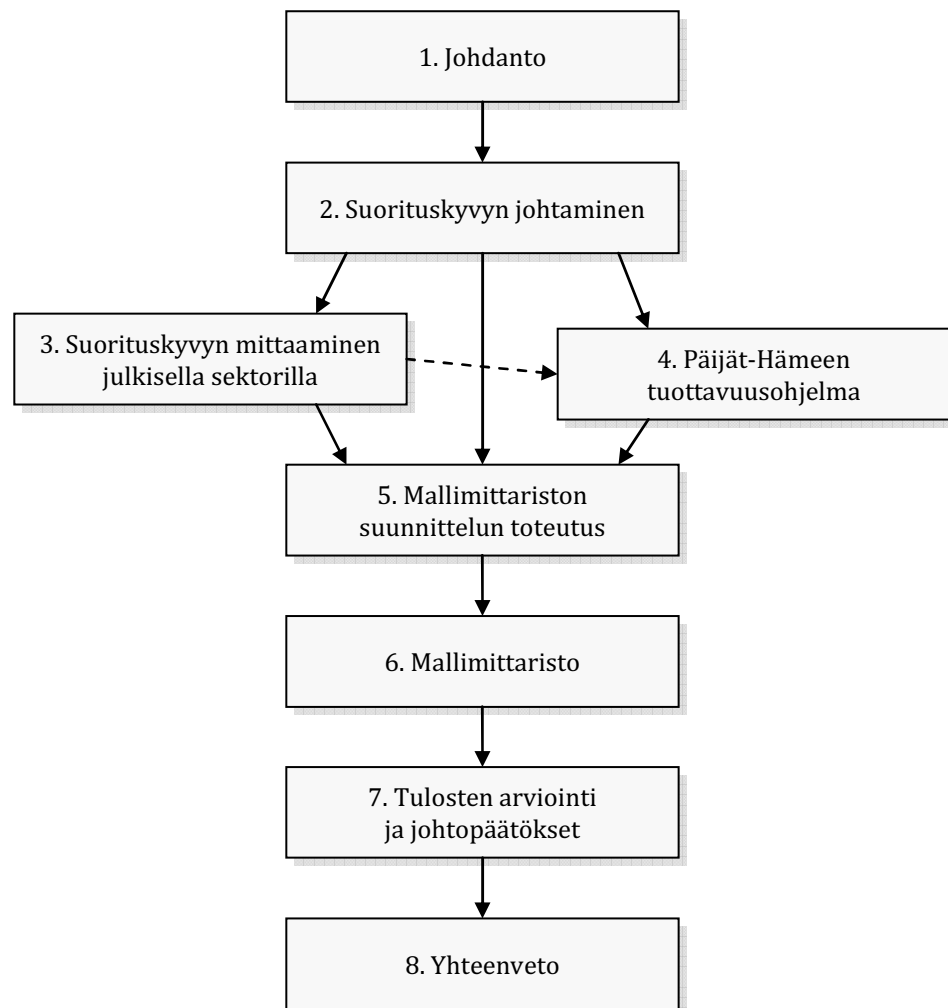 1. Johdanto
2. Suorituskyvyn johtaminen
3. Suorituskyvyn mittaaminen
julkisella sektorilla
4. Päijät-Hämeen
tuottavuusohjelma
5. Mallimittariston
suunnittelun toteutus
6. Mallimittaristo
7. Tulosten arviointi
ja johtopäätökset
8. Yhteenveto